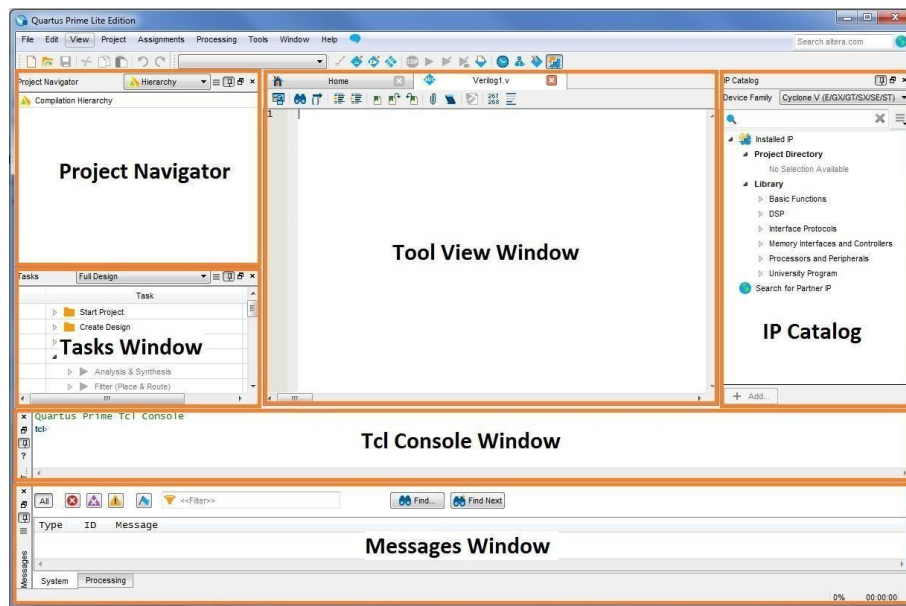 Quartus Prime Lite Edition
File Edit View Project Assignments Processing Tools Window Help
Search altera.com
Project Navigator Hierarchy
Compilation Hierarchy
Project Navigator
Tasks Full Design
Task
Start Project
Create Design
Tasks Window
Analysis & Synthesis
Fitter (Place & Route)
Home Verilog1.v
267
268
1
Tool View Window
IP Catalog
Device Family Cyclone V (E/GX/GT/SX/SE/ST)
Installed IP
Project Directory
No Selection Available
Library
Basic Functions
DSP
Interface Protocols
Memory Interfaces and Controllers
Processors and Peripherals
University Program
Search for Partner IP
IP Catalog
+ Add...
Quartus Prime Tcl Console
tcl>
Tcl Console Window
All <<Filter>> Find... Find Next
Type ID Message
Messages Window
Messages
System Processing
0% 00:00:00